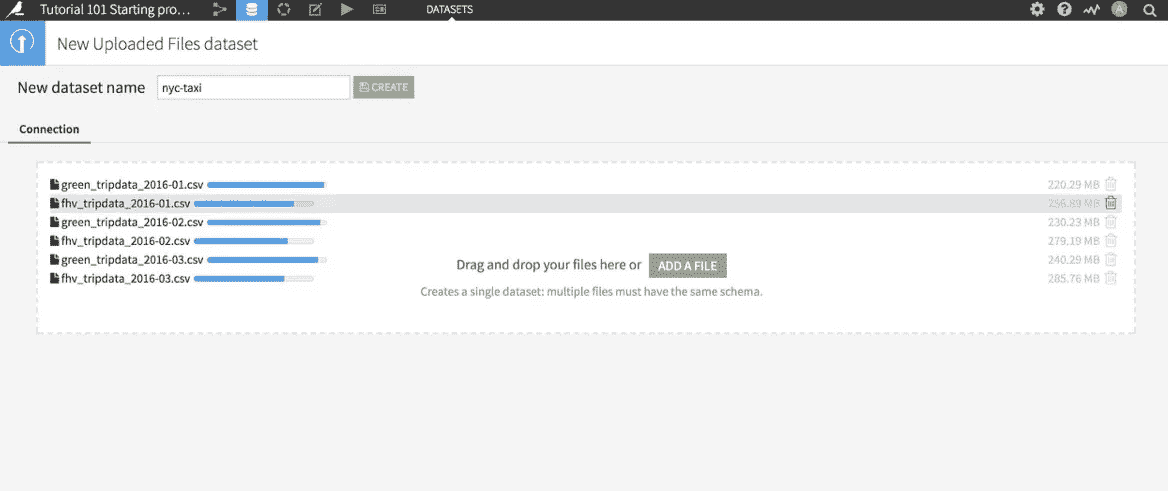 Tutorial 101 Starting pro... DATASETS
New Uploaded Files dataset
New dataset name nyc-taxi CREATE
Connection
green_tripdata_2016-01.csv 220.29 MB
fhv_tripdata_2016-01.csv 256.89 MB
green_tripdata_2016-02.csv 230.23 MB
fhv_tripdata_2016-02.csv 279.19 MB
green_tripdata_2016-03.csv 240.29 MB
fhv_tripdata_2016-03.csv 285.76 MB
Drag and drop your files here or ADD A FILE
Creates a single dataset: multiple files must have the same schema.